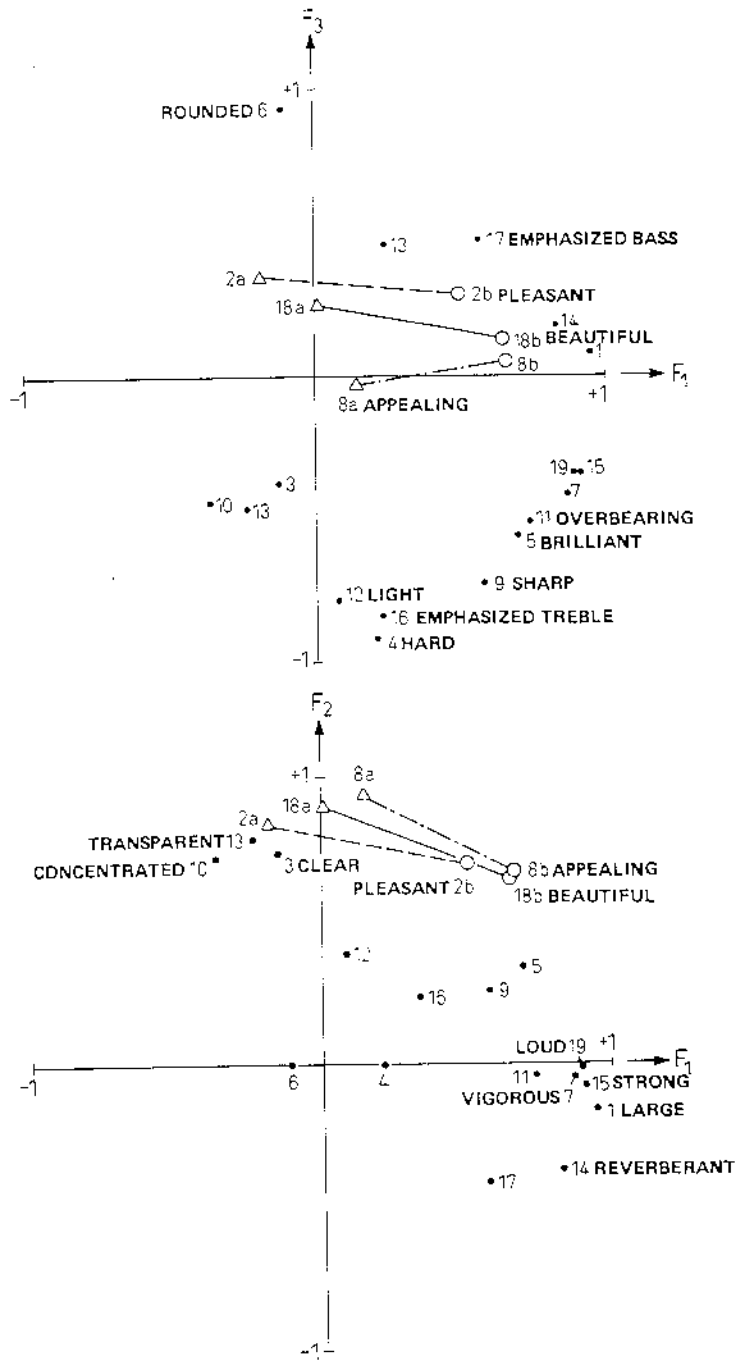 F3
+1
ROUNDED 6
13
17 EMPHASIZED BASS
2a
2b PLEASANT
18a
14
18b BEAUTIFUL
1
8b
-1
+1
F1
8a APPEALING
19 15
3
7
10 13
11 OVERBEARING
5 BRILLIANT
9 SHARP
12 LIGHT
16 EMPHASIZED TREBLE
4 HARD
-1
F2
+1
8a
18a
2a
TRANSPARENT 13
CONCENTRATED 10
3 CLEAR
8b APPEALING
PLEASANT 2b
18b BEAUTIFUL
12
5
9
16
LOUD 19
+1
F1
-1
6
4
11
15 STRONG
VIGOROUS 7
1 LARGE
14 REVERBERANT
17
-1